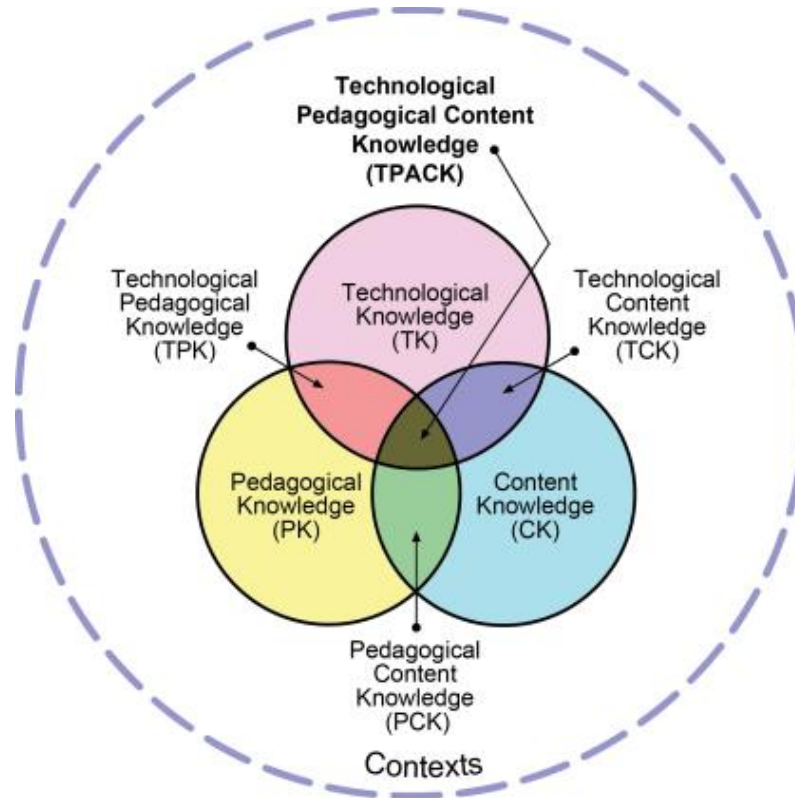 Technological
Pedagogical Content
Knowledge
(TPACK)
Technological
Pedagogical
Knowledge
(TPK)
Technological
Knowledge
(TK)
Technological
Content
Knowledge
(TCK)
Pedagogical
Knowledge
(PK)
Content
Knowledge
(CK)
Pedagogical
Content
Knowledge
(PCK)
Contexts